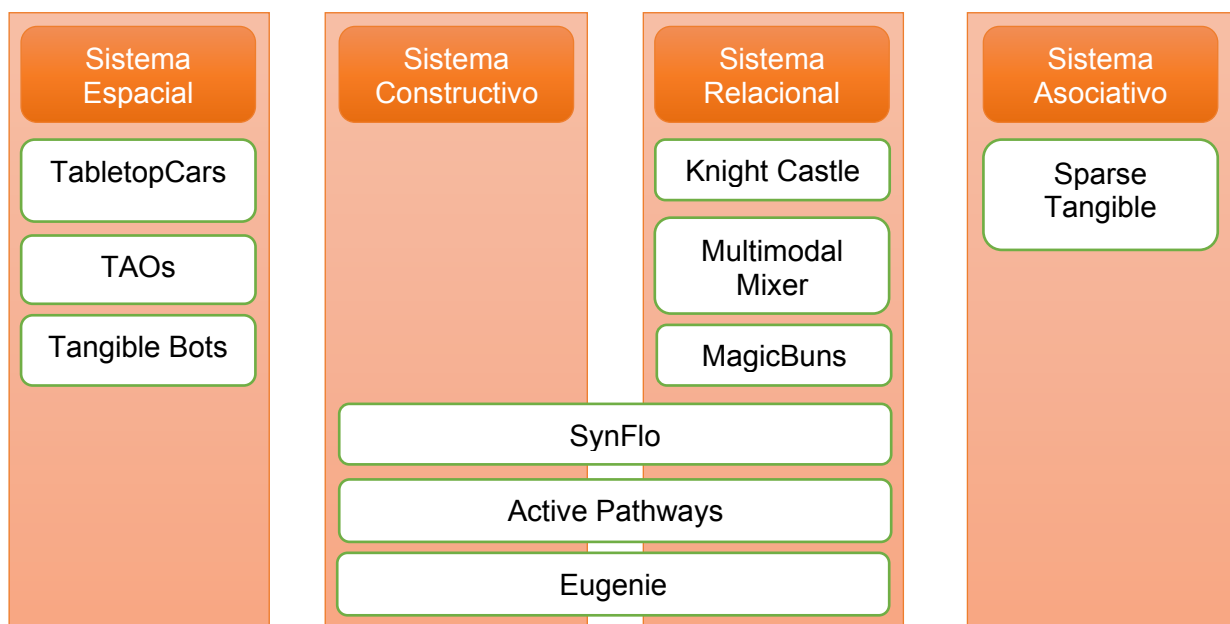 Sistema
Espacial
TabletopCars
TAOs
Tangible Bots
Sistema
Constructivo
Sistema
Relacional
Knight Castle
Multimodal
Mixer
MagicBuns
SynFlo
Active Pathways
Eugenie
Sistema
Asociativo
Sparse
Tangible